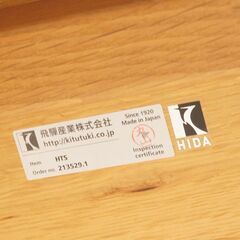 飛騨産業株式会社
http://kitutuki.co.jp
Item HTS
Order no. 213529.1
Since 1920
Made in Japan
Inspection
certificate
HIDA